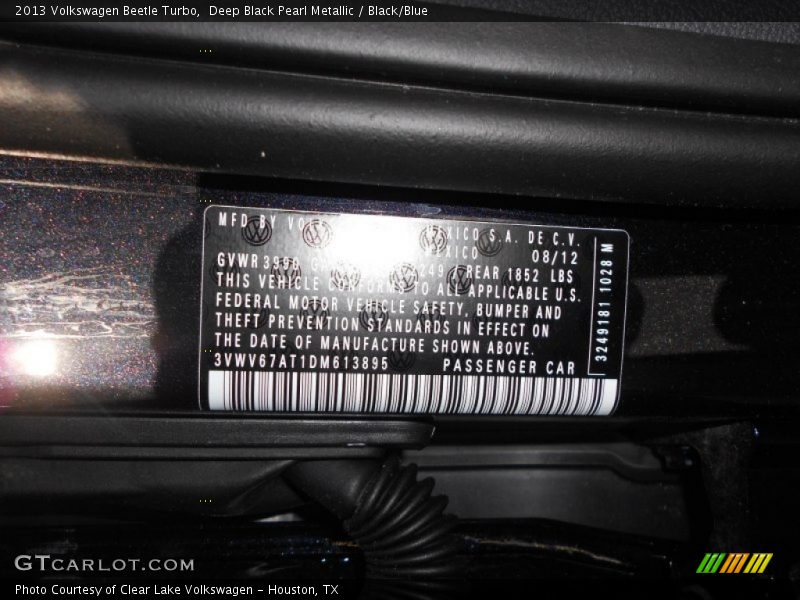 2013 Volkswagen Beetle Turbo, Deep Black Pearl Metallic / Black/Blue
MFD BY S.A. DE C.V.
08/12
GVWR REAR 1852 LBS
THIS VEHICLE CONFORMS TO ALL APPLICABLE U.S.
FEDERAL MOTOR VEHICLE SAFETY, BUMPER AND
THEFT PREVENTION STANDARDS IN EFFECT ON
THE DATE OF MANUFACTURE SHOWN ABOVE.
3VWV67AT1DM613895 PASSENGER CAR
3249181 1028 M
GTCARLOT.COM
Photo Courtesy of Clear Lake Volkswagen - Houston, TX